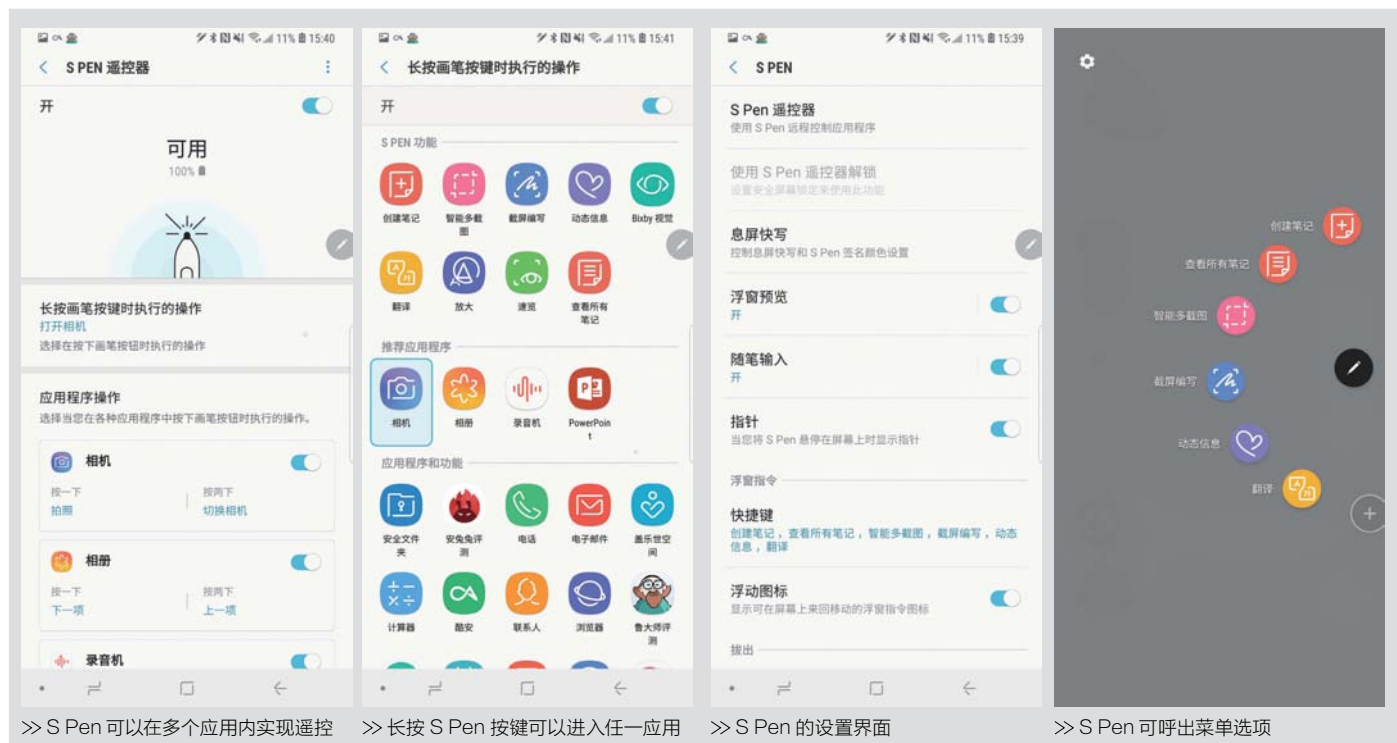 11% 15:40
S PEN 遥控器
开
可用
100%
长按画笔按键时执行的操作
打开相机
选择在按下画笔按钮时执行的操作
应用程序操作
选择当您在各种应用程序中按下画笔按钮时执行的操作。
相机
按一下 按两下
拍照 切换相机
相册
按一下 按两下
下一项 上一项
录音机
>> S Pen 可以在多个应用内实现遥控
11% 15:41
长按画笔按键时执行的操作
开
S PEN 功能
创建笔记 智能多截 截屏编写 动态信息 Bixby 视觉
图
翻译 放大 速览 查看所有
笔记
推荐应用程序
相机 相册 录音机 PowerPoin
t
应用程序和功能
安全文件 安兔兔评 电话 电子邮件 盖乐世空
夹 测 间
计算器 酷安 联系人 浏览器 鲁大师评
测
>> 长按 S Pen 按键可以进入任一应用
11% 15:39
S PEN
S Pen 遥控器
使用 S Pen 远程控制应用程序
使用 S Pen 遥控器解锁
设置安全屏幕锁定来使用此功能
息屏快写
控制息屏快写和 S Pen 签名颜色设置
浮窗预览
开
随笔输入
开
指针
当您将 S Pen 悬停在屏幕上时显示指针
浮窗指令
快捷键
创建笔记，查看所有笔记，智能多截图，截屏编写，动态
信息，翻译
浮动图标
显示可在屏幕上来回移动的浮窗指令图标
拔出
>> S Pen 的设置界面
创建笔记
查看所有笔记
智能多截图
截屏编写
动态信息
翻译
>> S Pen 可呼出菜单选项